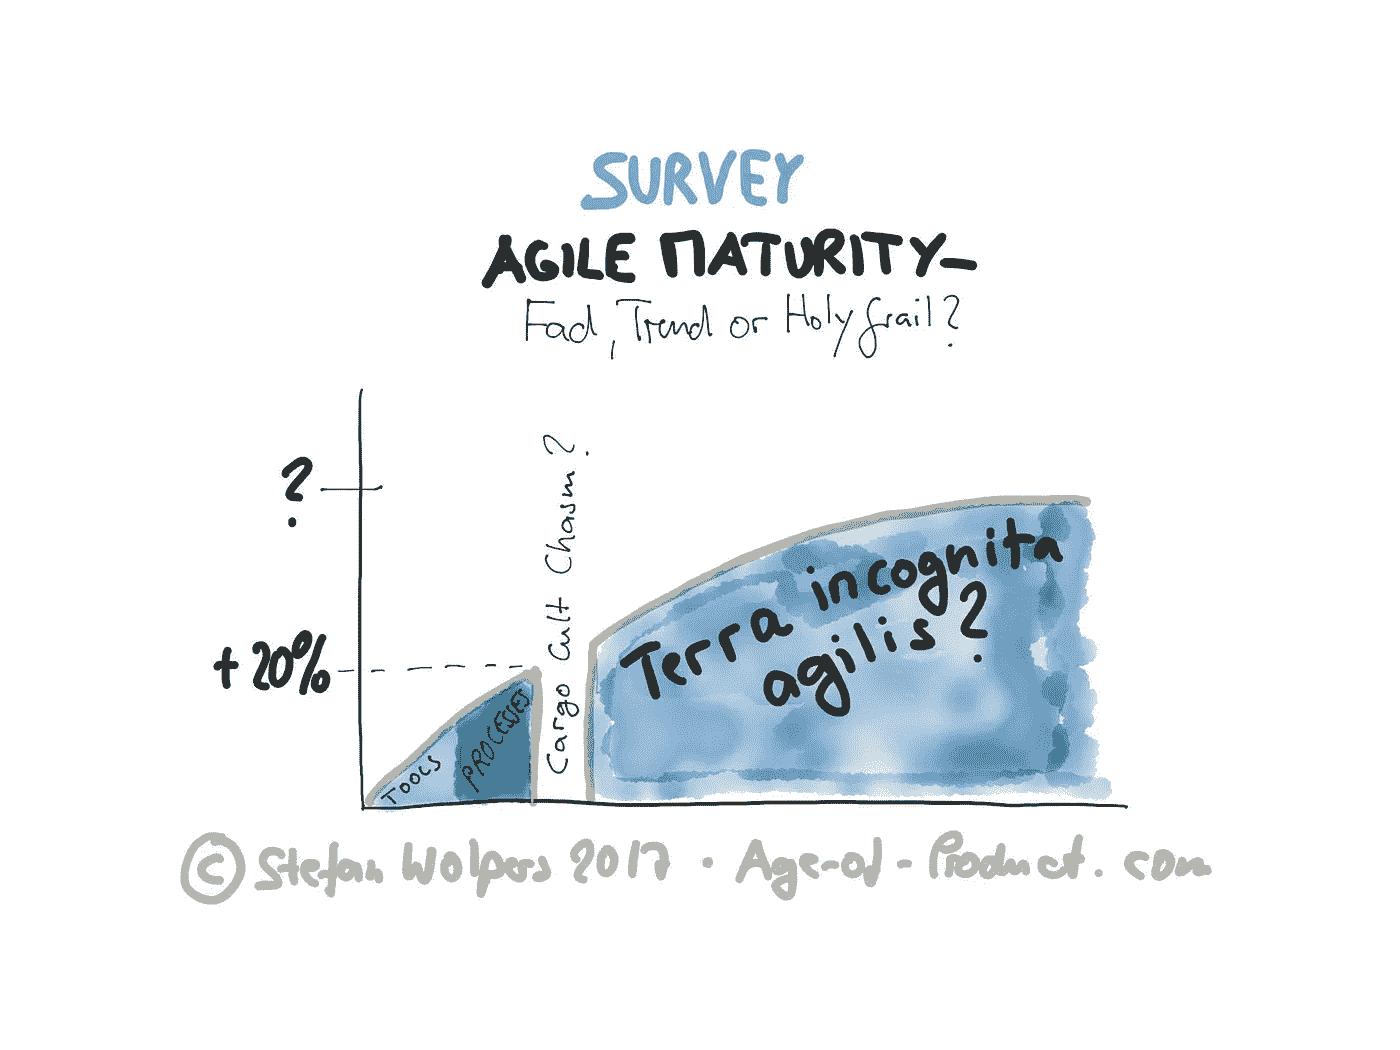 SURVEY
AGILE MATURITY_
Fad, Trend or Holy Grail?
?
+20%
TOOLS
PROCESSES
Cargo Cult Chasm?
Terra incognita
agilis?
© Stefan Wolpers 2017 · Age-of-Product.com